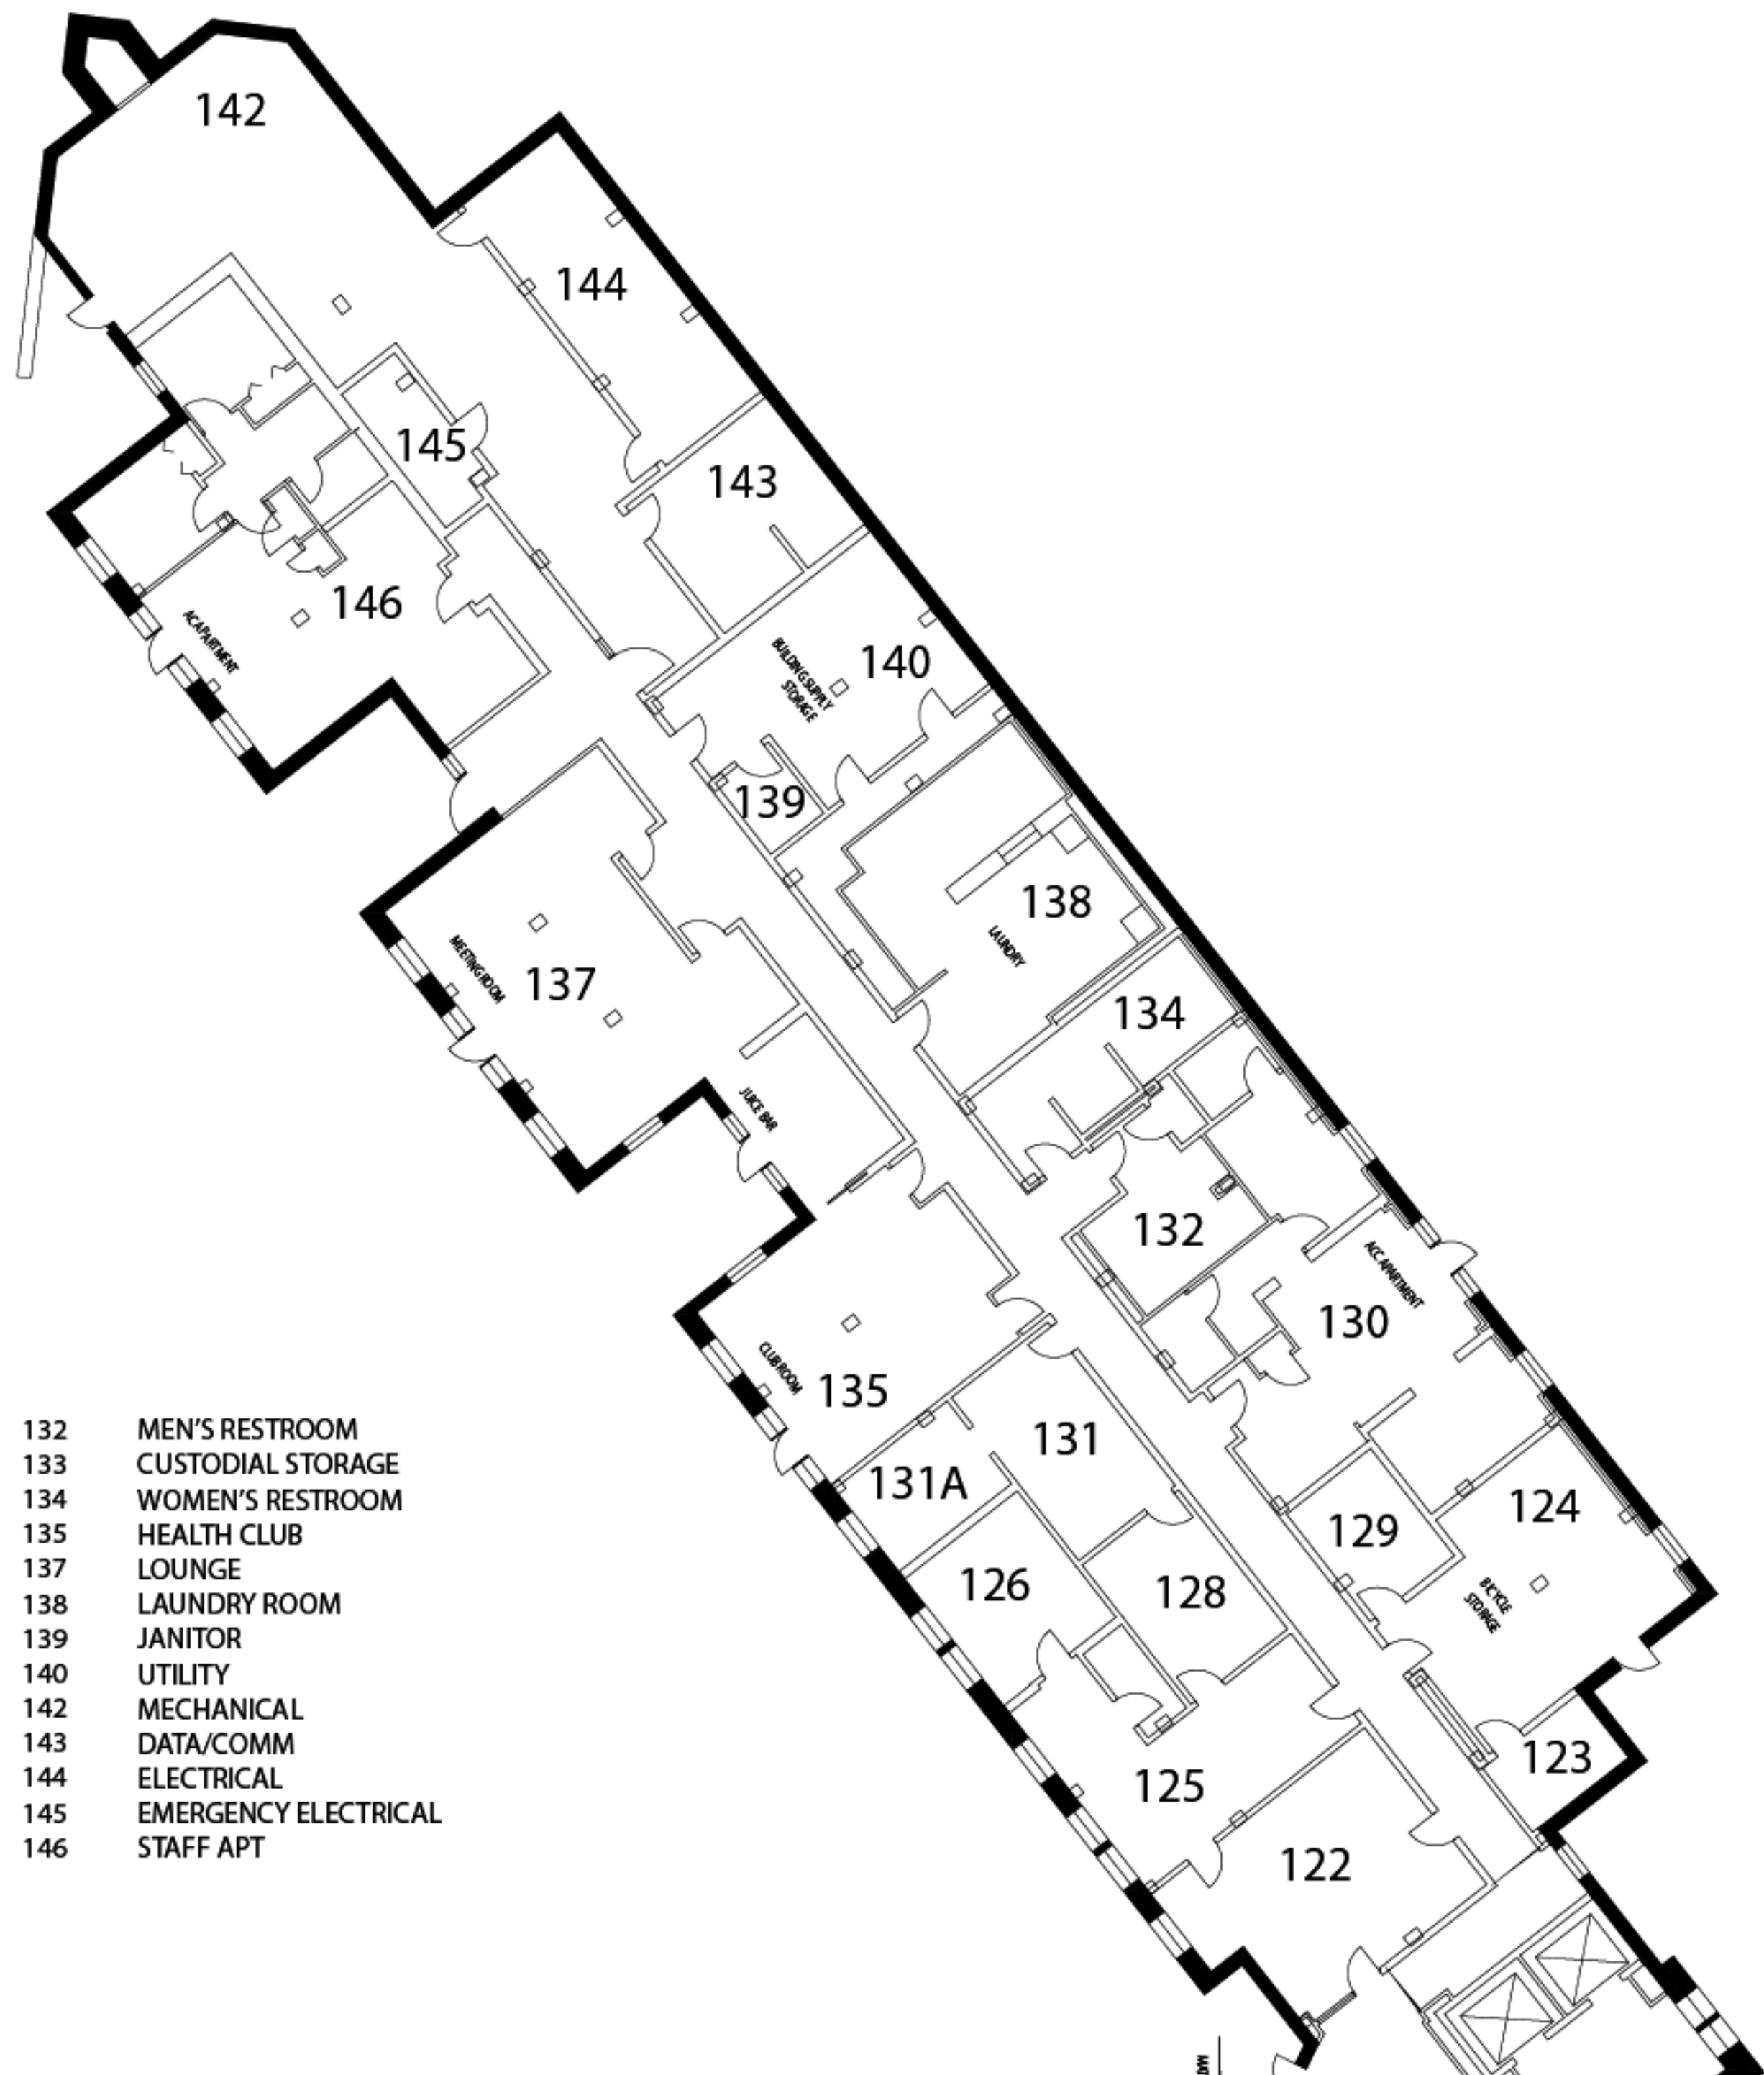 142
144
145
143
146
AC APARTMENT
140
BUILDING SUPPLY
STORAGE
139
138
LAUNDRY
137
MEETING ROOM
134
JUICE BAR
132
ACC APARTMENT
130
CLUB ROOM
135
131
131A
124
129
126
128
BICYCLE
STORAGE
123
125
122
132 MEN'S RESTROOM
133 CUSTODIAL STORAGE
134 WOMEN'S RESTROOM
135 HEALTH CLUB
137 LOUNGE
138 LAUNDRY ROOM
139 JANITOR
140 UTILITY
142 MECHANICAL
143 DATA/COMM
144 ELECTRICAL
145 EMERGENCY ELECTRICAL
146 STAFF APT